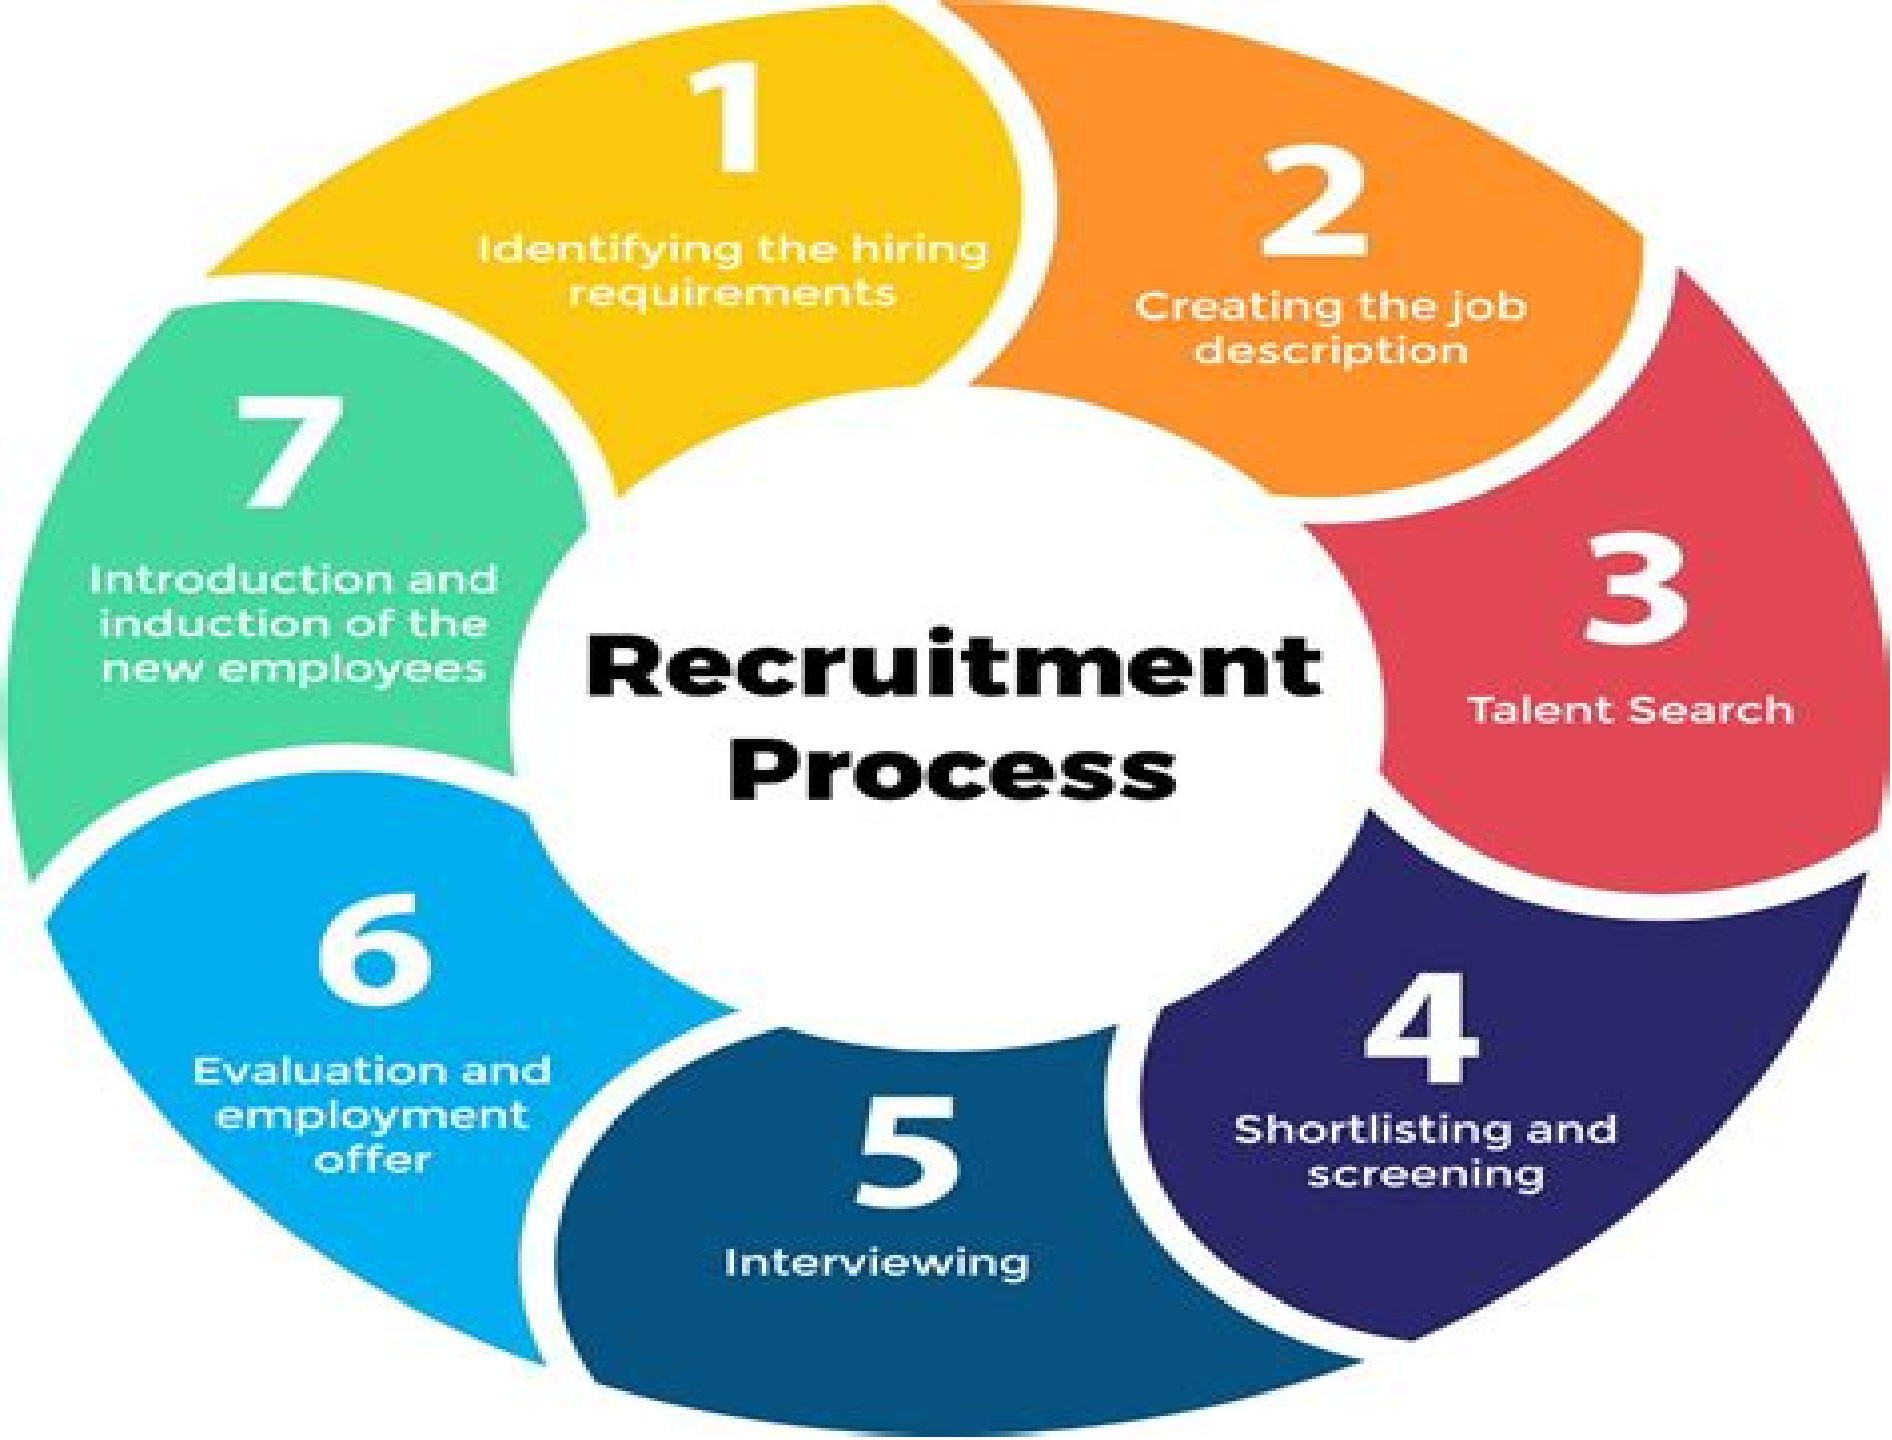 1
Identifying the hiring
requirements
2
Creating the job
description
3
Talent Search
4
Shortlisting and
screening
5
Interviewing
6
Evaluation and
employment
offer
7
Introduction and
induction of the
new employees
Recruitment
Process